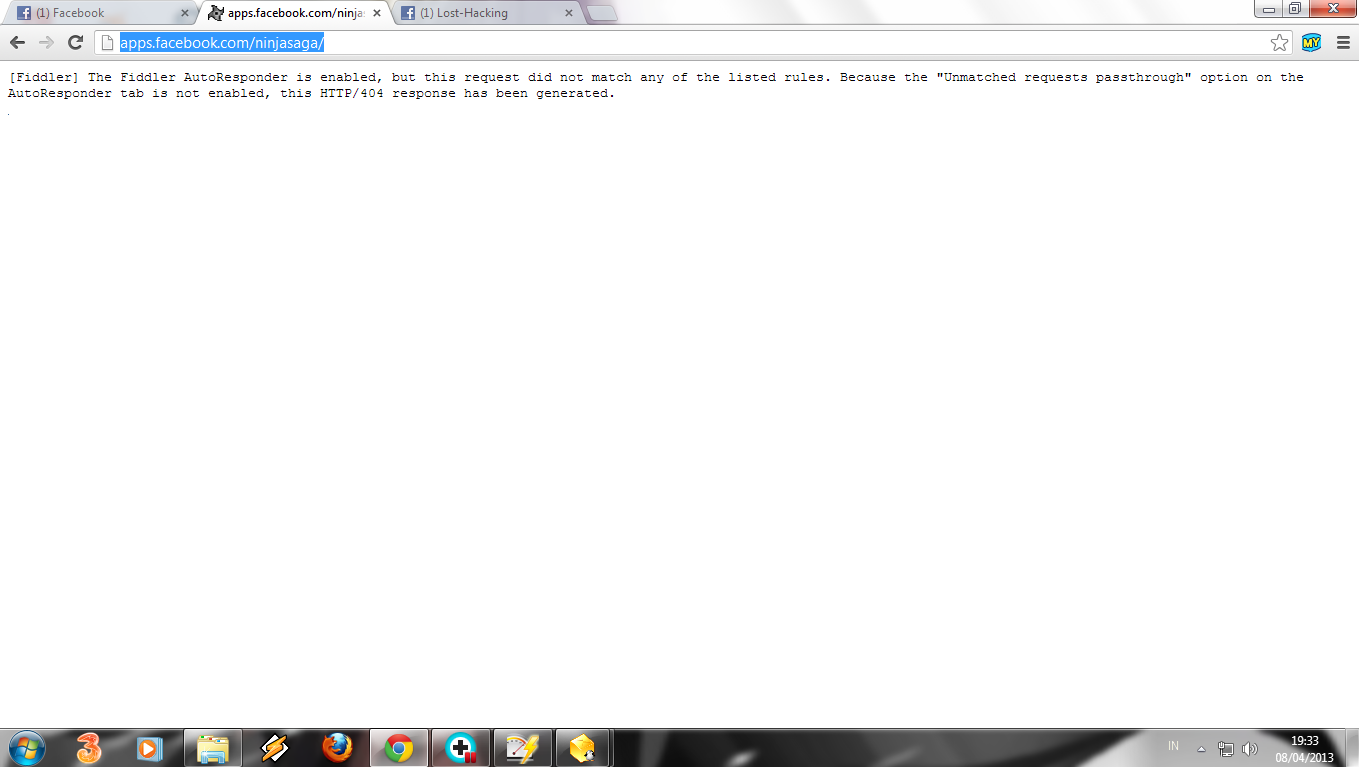 (1) Facebook
apps.facebook.com/ninja
(1) Lost-Hacking
apps.facebook.com/ninjasaga/
MY
[Fiddler] The Fiddler AutoResponder is enabled, but this request did not match any of the listed rules. Because the "Unmatched requests passthrough" option on the
AutoResponder tab is not enabled, this HTTP/404 response has been generated.
3
IN
19:33
08/04/2013